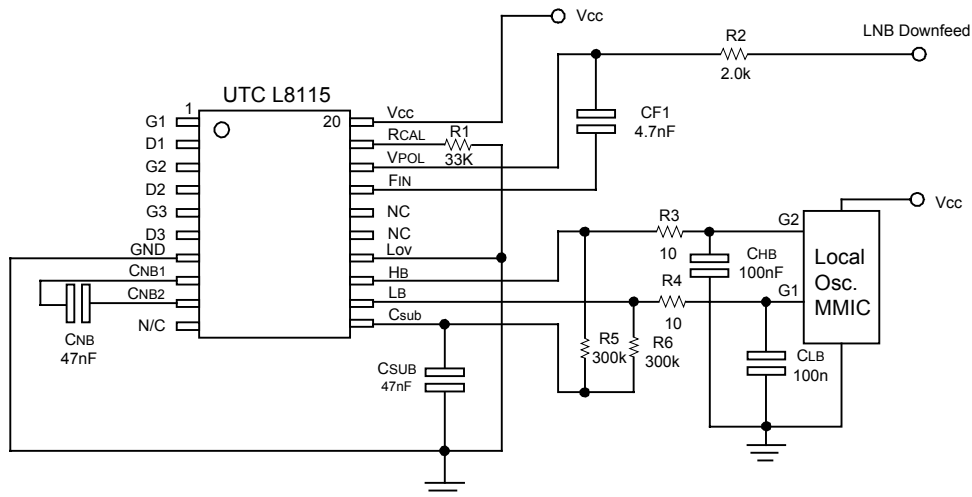 Vcc
LNB Downfeed
R2
2.0k
UTC L8115
1
20
G1
D1
G2
D2
G3
D3
GND
CNB1
CNB2
N/C
Vcc
RCAL
VPOL
FIN
NC
NC
Lov
HB
LB
Csub
R1
33K
CF1
4.7nF
CNB
47nF
CSUB
47nF
R3
10
R4
10
R5
300k
R6
300k
CHB
100nF
CLB
100n
G2
G1
Vcc
Local
Osc.
MMIC